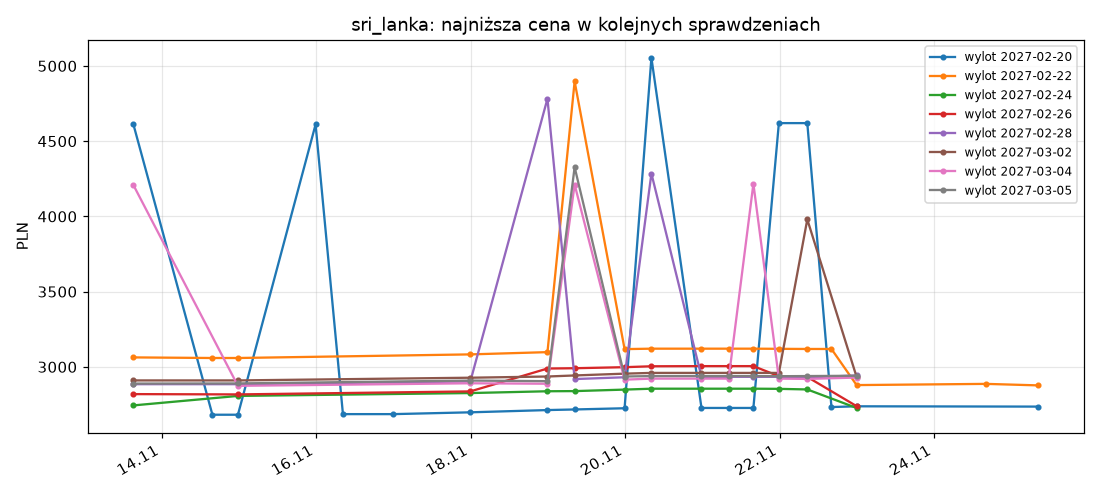 sri_lanka: najniższa cena w kolejnych sprawdzeniach
PLN
5000
4500
4000
3500
3000
14.11
16.11
18.11
20.11
22.11
24.11
wylot 2027-02-20
wylot 2027-02-22
wylot 2027-02-24
wylot 2027-02-26
wylot 2027-02-28
wylot 2027-03-02
wylot 2027-03-04
wylot 2027-03-05